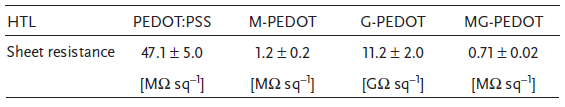 HTL PEDOT:PSS M-PEDOT G-PEDOT MG-PEDOT
Sheet resistance 47.1 ± 5.0 1.2 ± 0.2 11.2 ± 2.0 0.71 ± 0.02
[MΩ sq⁻¹] [MΩ sq⁻¹] [GΩ sq⁻¹] [MΩ sq⁻¹]